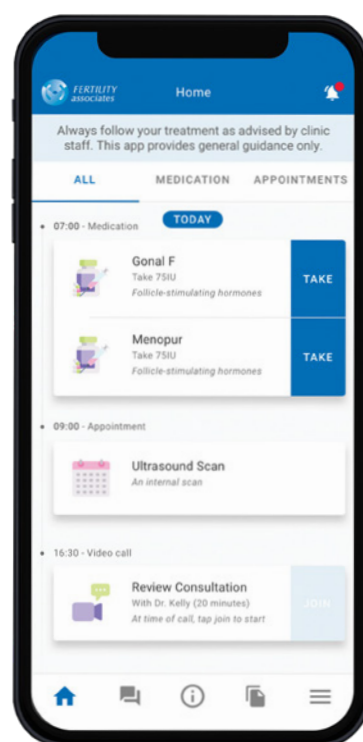 FERTILITY
associates
Home
Always follow your treatment as advised by clinic
staff. This app provides general guidance only.
ALL MEDICATION APPOINTMENTS
TODAY
07:00 - Medication
Gonal F
Take 75IU
Follicle-stimulating hormones
TAKE
Menopur
Take 75IU
Follicle-stimulating hormones
TAKE
09:00 - Appointment
Ultrasound Scan
An internal scan
16:30 - Video call
Review Consultation
With Dr. Kelly (20 minutes)
At time of call, tap join to start
JOIN